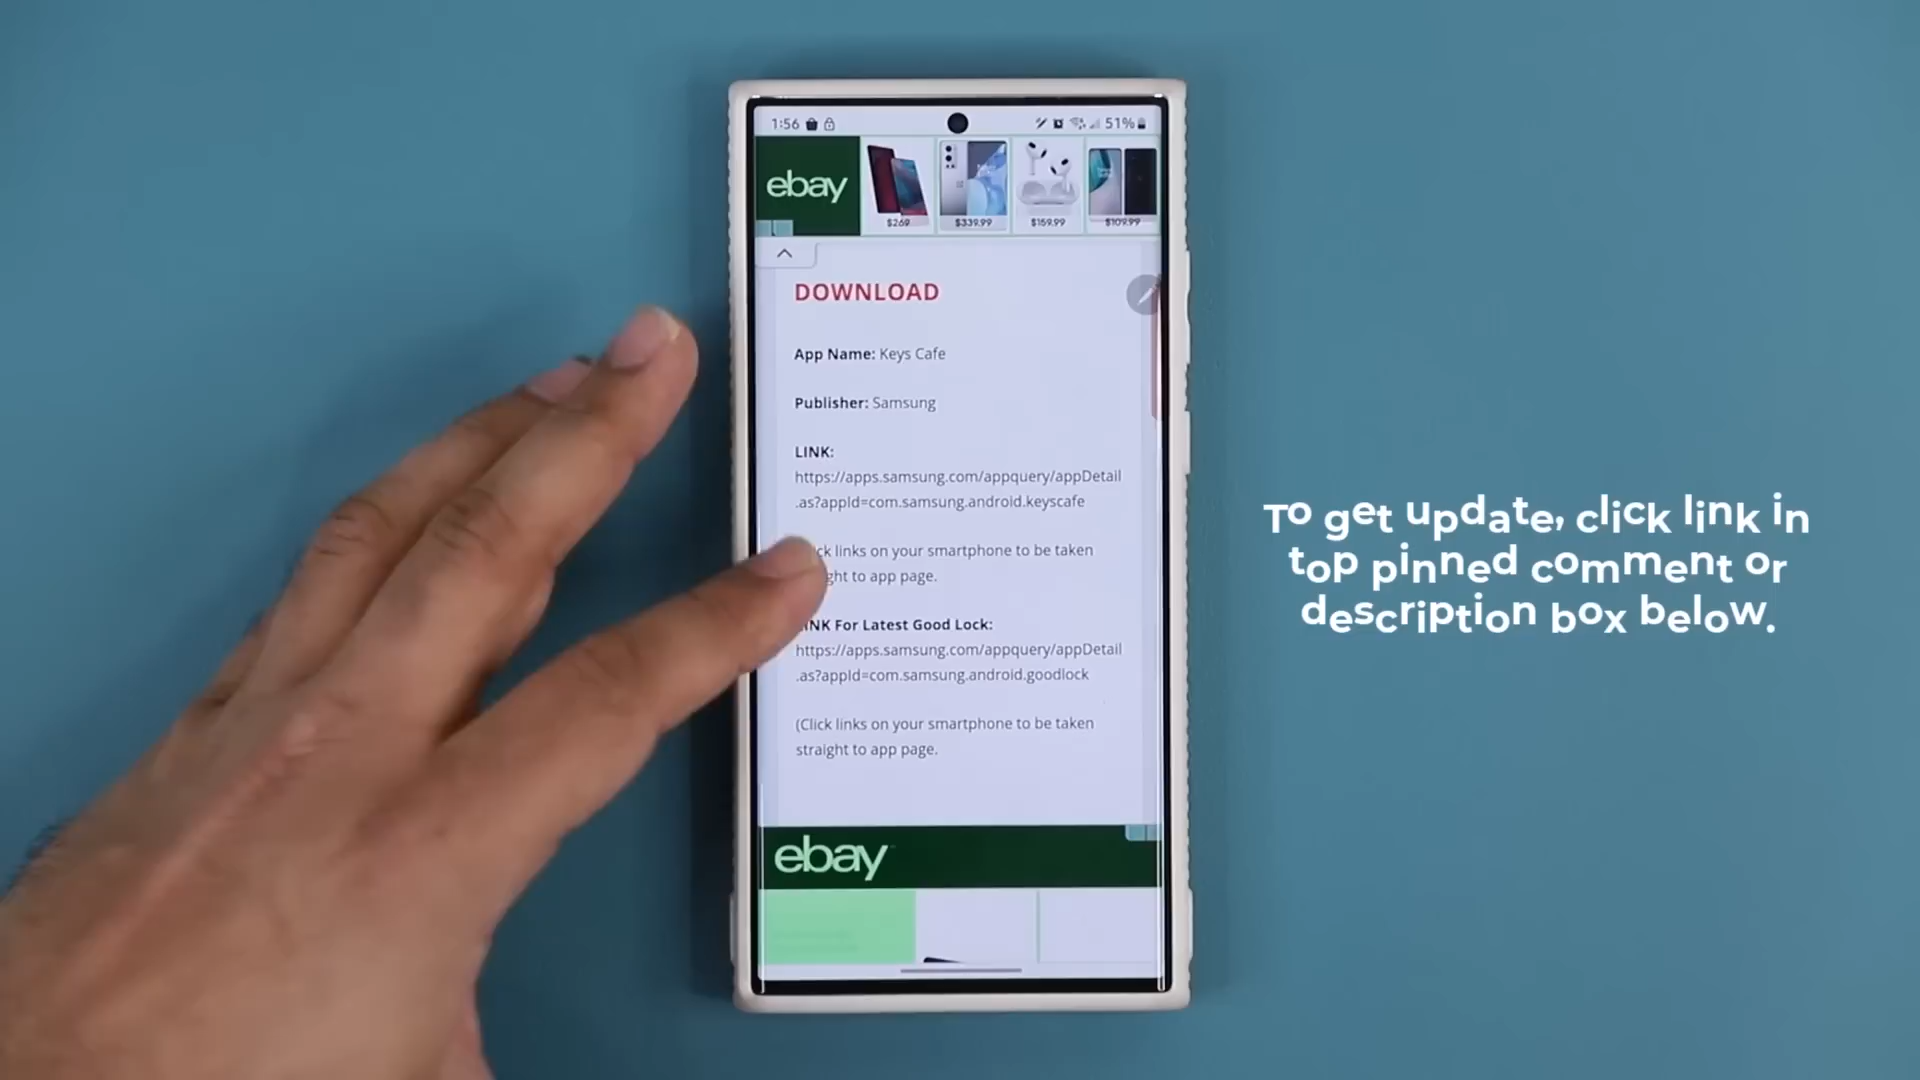 1:56
51%
ebay
$269
$339.99
$159.99
$109.99
DOWNLOAD
App Name: Keys Cafe
Publisher: Samsung
LINK:
https://apps.samsung.com/appquery/appDetail
.as?appId=com.samsung.android.keyscafe
links on your smartphone to be taken
to app page.
For Latest Good Lock:
https://apps.samsung.com/appquery/appDetail
.as?appId=com.samsung.android.goodlock
(Click links on your smartphone to be taken
straight to app page.
ebay
To get update, click link in
top pinned comment or
description box below.